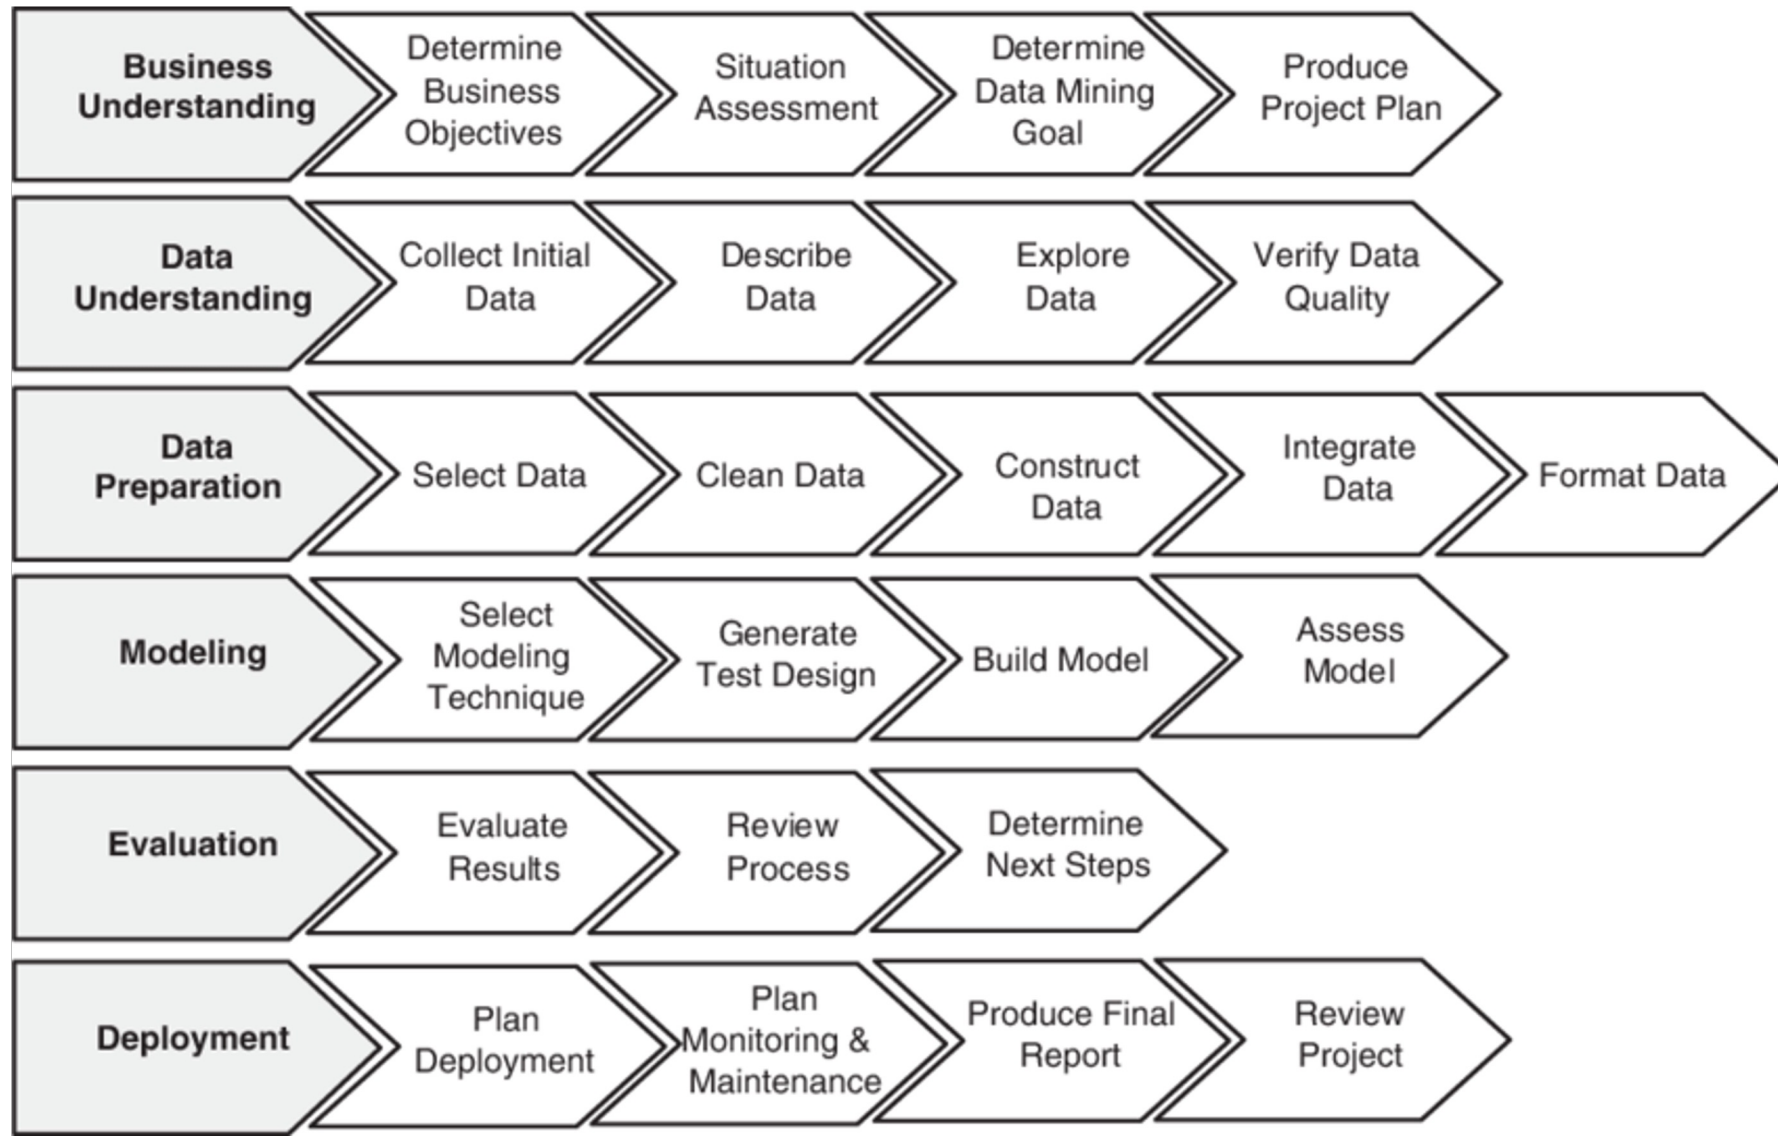 Business
Understanding
Determine
Business
Objectives
Situation
Assessment
Determine
Data Mining
Goal
Produce
Project Plan
Data
Understanding
Collect Initial
Data
Describe
Data
Explore
Data
Verify Data
Quality
Data
Preparation
Select Data
Clean Data
Construct
Data
Integrate
Data
Format Data
Modeling
Select
Modeling
Technique
Generate
Test Design
Build Model
Assess
Model
Evaluation
Evaluate
Results
Review
Process
Determine
Next Steps
Deployment
Plan
Deployment
Plan
Monitoring &
Maintenance
Produce Final
Report
Review
Project